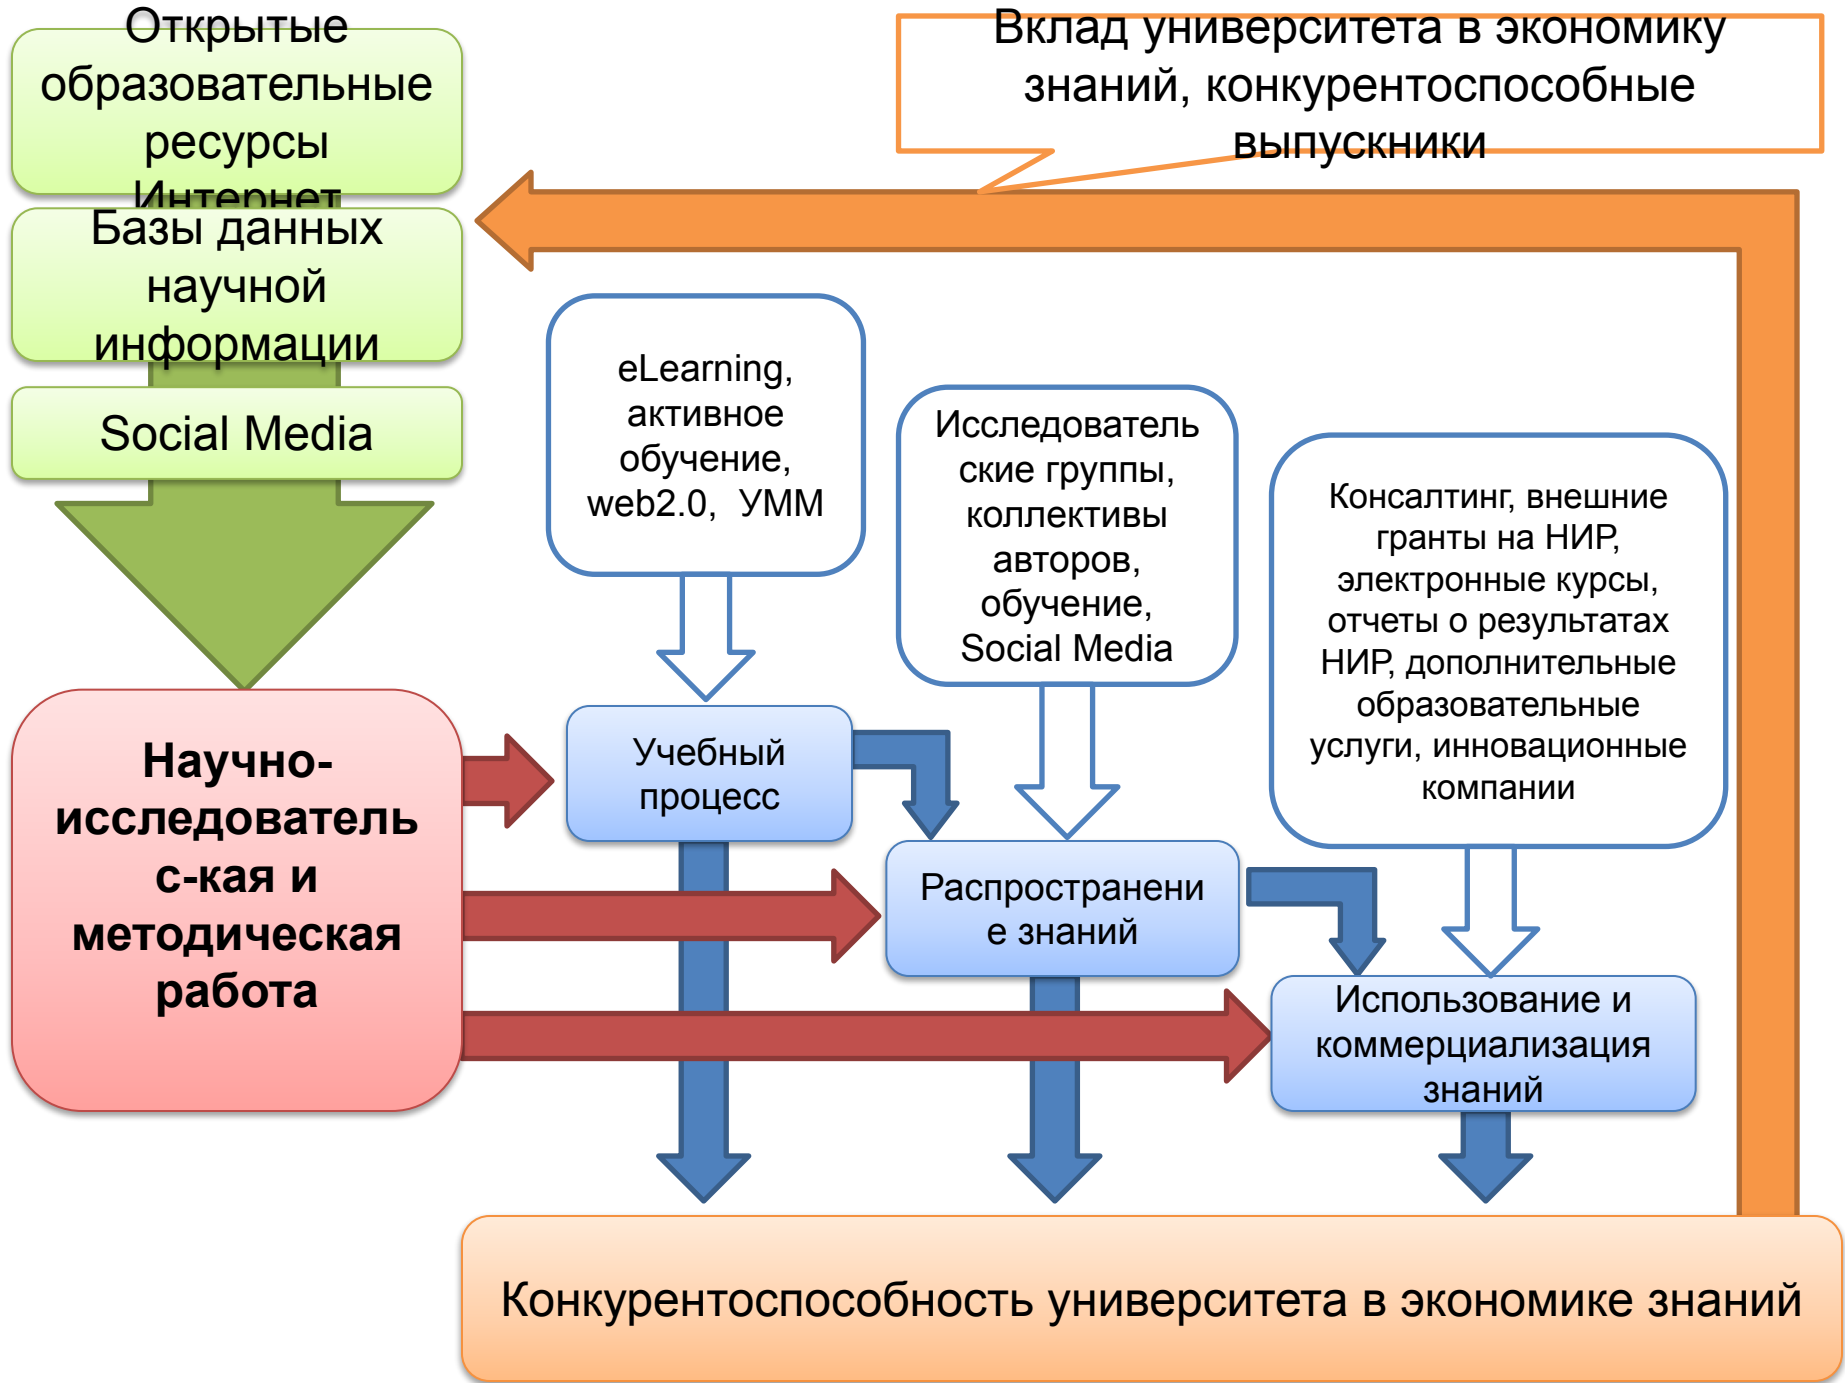 Открытые
образовательные
ресурсы
Интернет
Базы данных
научной
информации
Social Media
Вклад университета в экономику
знаний, конкурентоспособные
выпускники
eLearning,
активное
обучение,
web2.0, УММ
Исследователь
ские группы,
коллективы
авторов,
обучение,
Social Media
Консалтинг, внешние
гранты на НИР,
электронные курсы,
отчеты о результатах
НИР, дополнительные
образовательные
услуги, инновационные
компании
Научно-
исследователь
с-кая и
методическая
работа
Учебный
процесс
Распространени
е знаний
Использование и
коммерциализация
знаний
Конкурентоспособность университета в экономике знаний